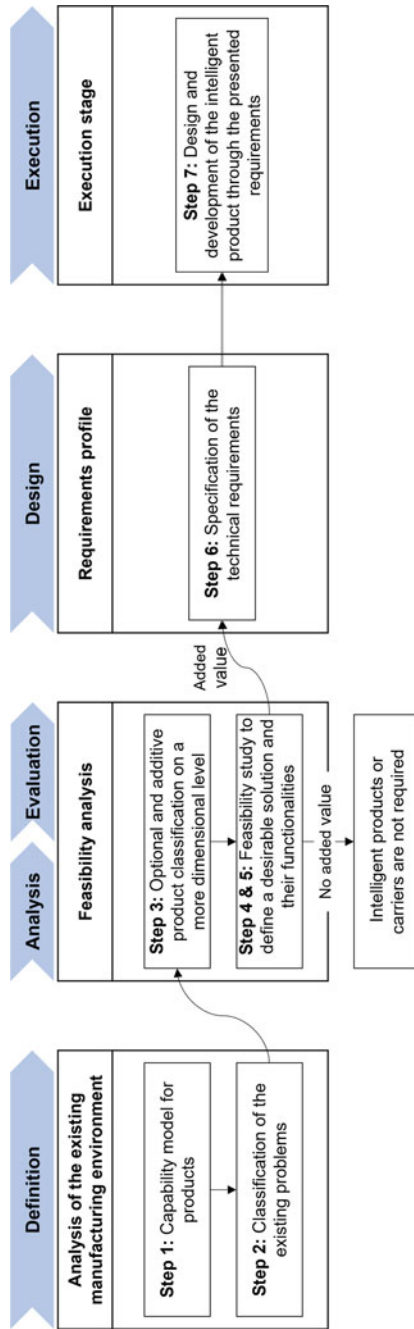 Definition
Analysis of the existing
manufacturing environment
Step 1: Capability model for
products
Step 2: Classification of the
existing problems
Analysis
Evaluation
Feasibility analysis
Step 3: Optional and additive
product classification on a
more dimensional level
Step 4 & 5: Feasibility study to
define a desirable solution and
their functionalities
No added value
Intelligent products or
carriers are not required
Added
value
Design
Requirements profile
Step 6: Specification of the
technical requirements
Execution
Execution stage
Step 7: Design and
development of the intelligent
product through the presented
requirements